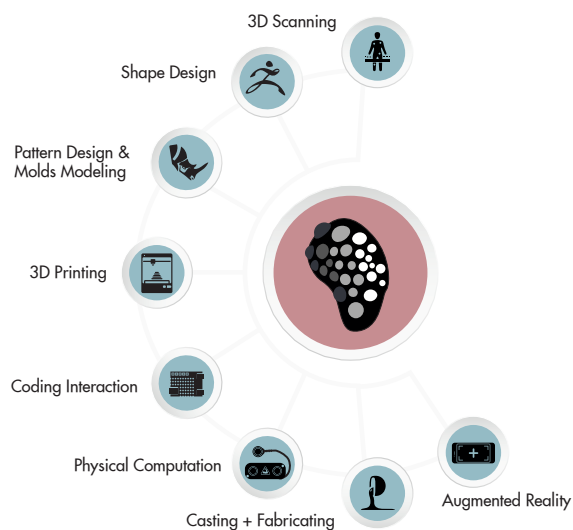 3D Scanning
Shape Design
Pattern Design &
Molds Modeling
3D Printing
Coding Interaction
Physical Computation
Casting + Fabricating
Augmented Reality